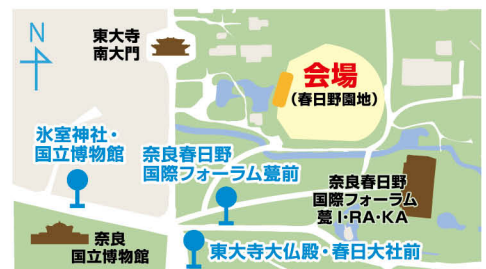 N
東大寺
南大門
会場
(春日野園地)
氷室神社・
国立博物館
奈良春日野
国際フォーラム甍前
奈良春日野
国際フォーラム
甍 I・RA・KA
奈良
国立博物館
東大寺大仏殿・春日大社前